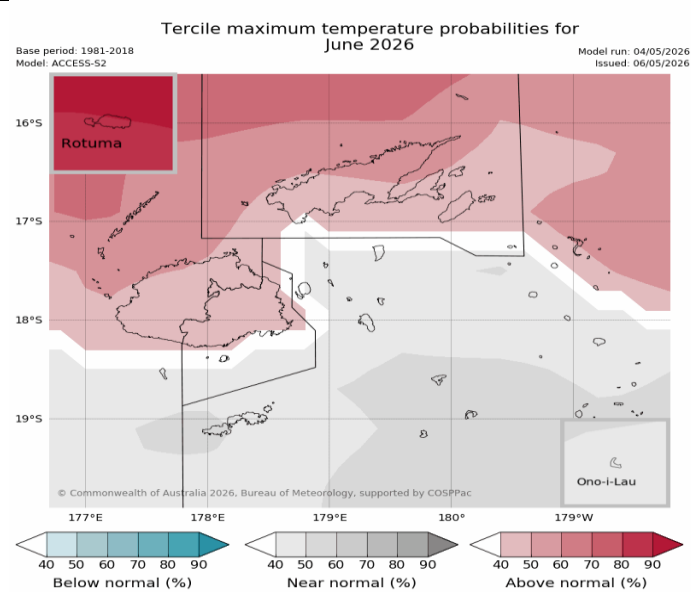 Tercile maximum temperature probabilities for
June 2026
Base period: 1981-2018
Model: ACCESS-S2
Model run: 04/05/2026
Issued: 06/05/2026
Rotuma
16°S
17°S
18°S
19°S
Ono-i-Lau
© Commonwealth of Australia 2026, Bureau of Meteorology, supported by COSPPac
177°E 178°E 179°E 180° 179°W
40 50 60 70 80 90 40 50 60 70 80 90 40 50 60 70 80 90
Below normal (%) Near normal (%) Above normal (%)